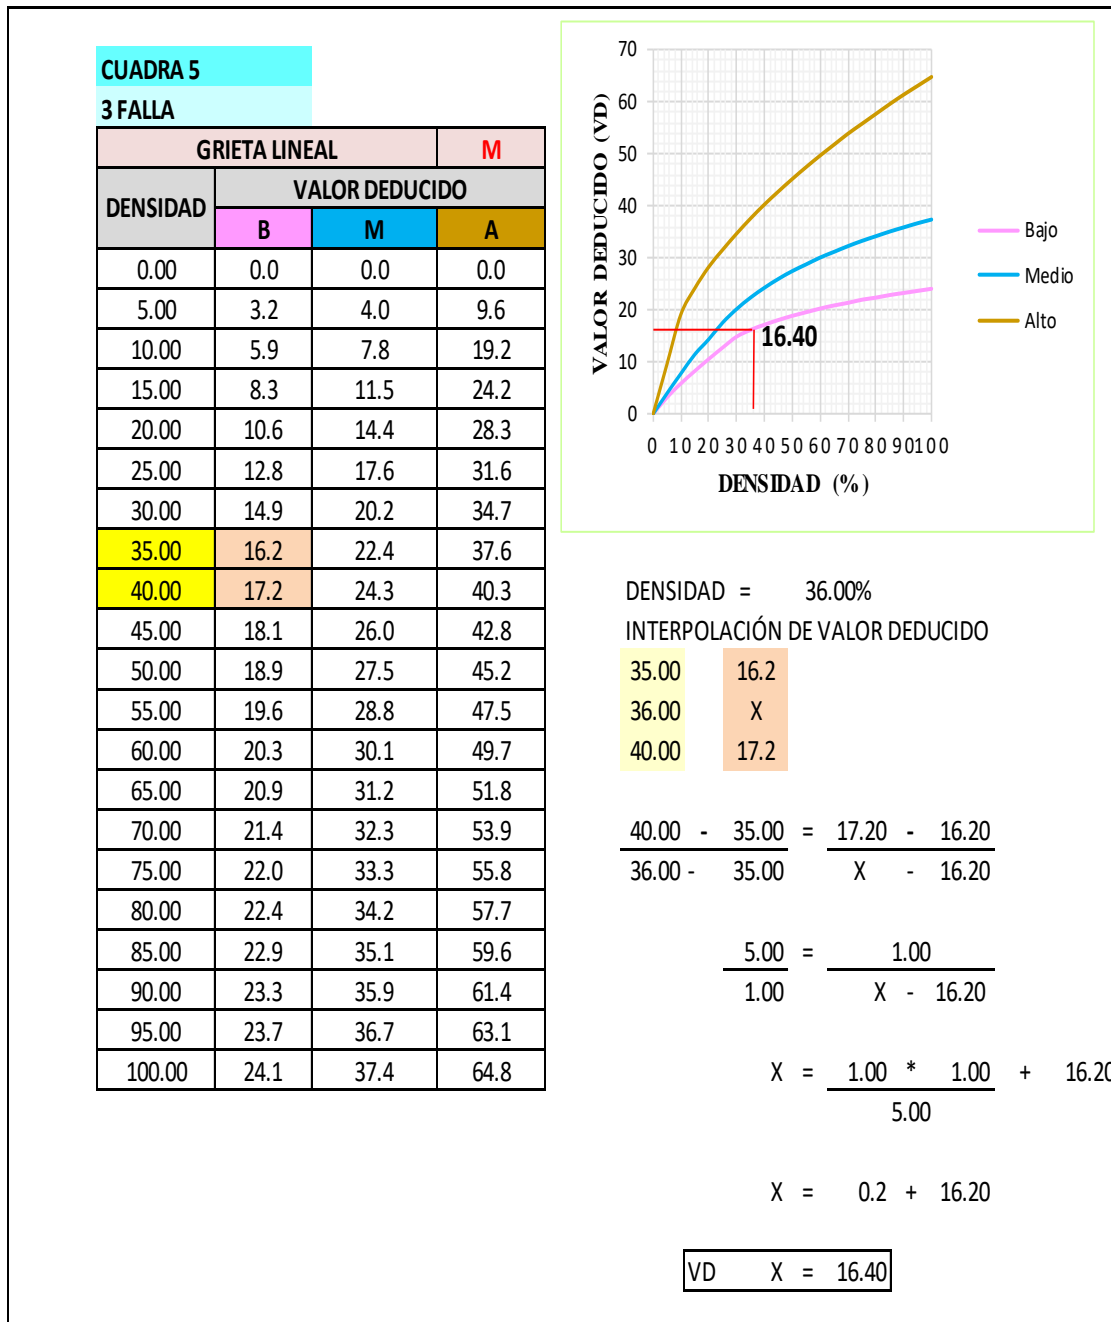 CUADRA 5
3 FALLA
GRIETA LINEAL M
DENSIDAD VALOR DEDUCIDO
B M A
0.00 0.0 0.0 0.0
5.00 3.2 4.0 9.6
10.00 5.9 7.8 19.2
15.00 8.3 11.5 24.2
20.00 10.6 14.4 28.3
25.00 12.8 17.6 31.6
30.00 14.9 20.2 34.7
35.00 16.2 22.4 37.6
40.00 17.2 24.3 40.3
45.00 18.1 26.0 42.8
50.00 18.9 27.5 45.2
55.00 19.6 28.8 47.5
60.00 20.3 30.1 49.7
65.00 20.9 31.2 51.8
70.00 21.4 32.3 53.9
75.00 22.0 33.3 55.8
80.00 22.4 34.2 57.7
85.00 22.9 35.1 59.6
90.00 23.3 35.9 61.4
95.00 23.7 36.7 63.1
100.00 24.1 37.4 64.8
VALOR DEDUCIDO (VD)
70
60
50
40
30
20
10
0
16.40
0 10 20 30 40 50 60 70 80 90 100
DENSIDAD (%)
Bajo
Medio
Alto
DENSIDAD = 36.00%
INTERPOLACIÓN DE VALOR DEDUCIDO
35.00 16.2
36.00 X
40.00 17.2
40.00 - 35.00 = 17.20 - 16.20
36.00 - 35.00 X - 16.20
5.00 = 1.00
1.00 X - 16.20
X = 1.00 * 1.00 + 16.20
5.00
X = 0.2 + 16.20
VD X = 16.40